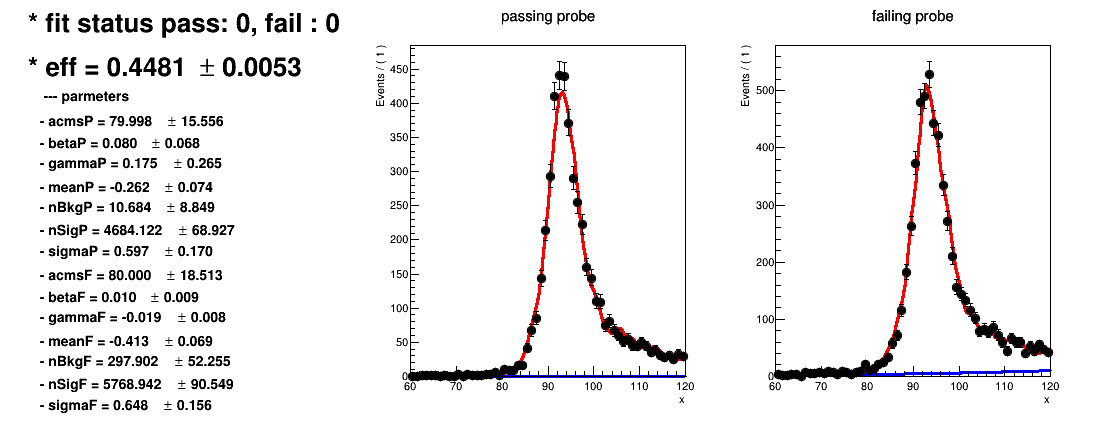 * fit status pass: 0, fail : 0
* eff = 0.4481 ± 0.0053
--- parmeters
- acmsP = 79.998 ± 15.556
- betaP = 0.080 ± 0.068
- gammaP = 0.175 ± 0.265
- meanP = -0.262 ± 0.074
- nBkgP = 10.684 ± 8.849
- nSigP = 4684.122 ± 68.927
- sigmaP = 0.597 ± 0.170
- acmsF = 80.000 ± 18.513
- betaF = 0.010 ± 0.009
- gammaF = -0.019 ± 0.008
- meanF = -0.413 ± 0.069
- nBkgF = 297.902 ± 52.255
- nSigF = 5768.942 ± 90.549
- sigmaF = 0.648 ± 0.156
passing probe
Events / ( 1 )
450
400
350
300
250
200
150
100
50
0
60 70 80 90 100 110 120
x
failing probe
Events / ( 1 )
500
400
300
200
100
0
60 70 80 90 100 110 120
x